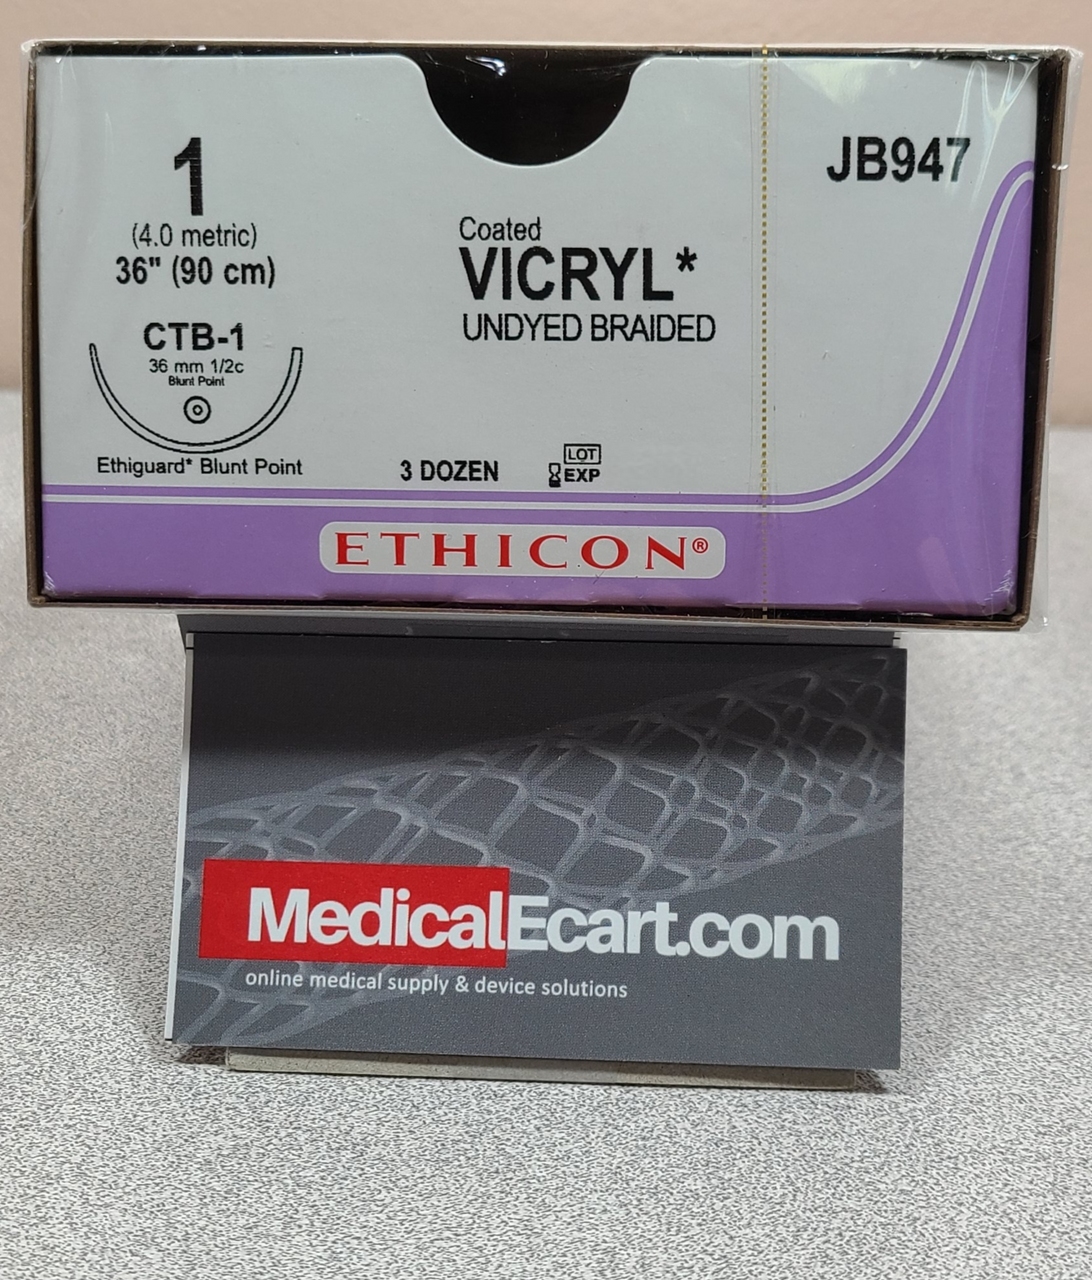 1
(4.0 metric)
36" (90 cm)
CTB-1
36 mm 1/2c
Blunt Point
Ethiguard* Blunt Point
Coated
VICRYL*
UNDYED BRAIDED
3 DOZEN
LOT
EXP
JB947
ETHICON®
MedicalEcart.com
online medical supply & device solutions